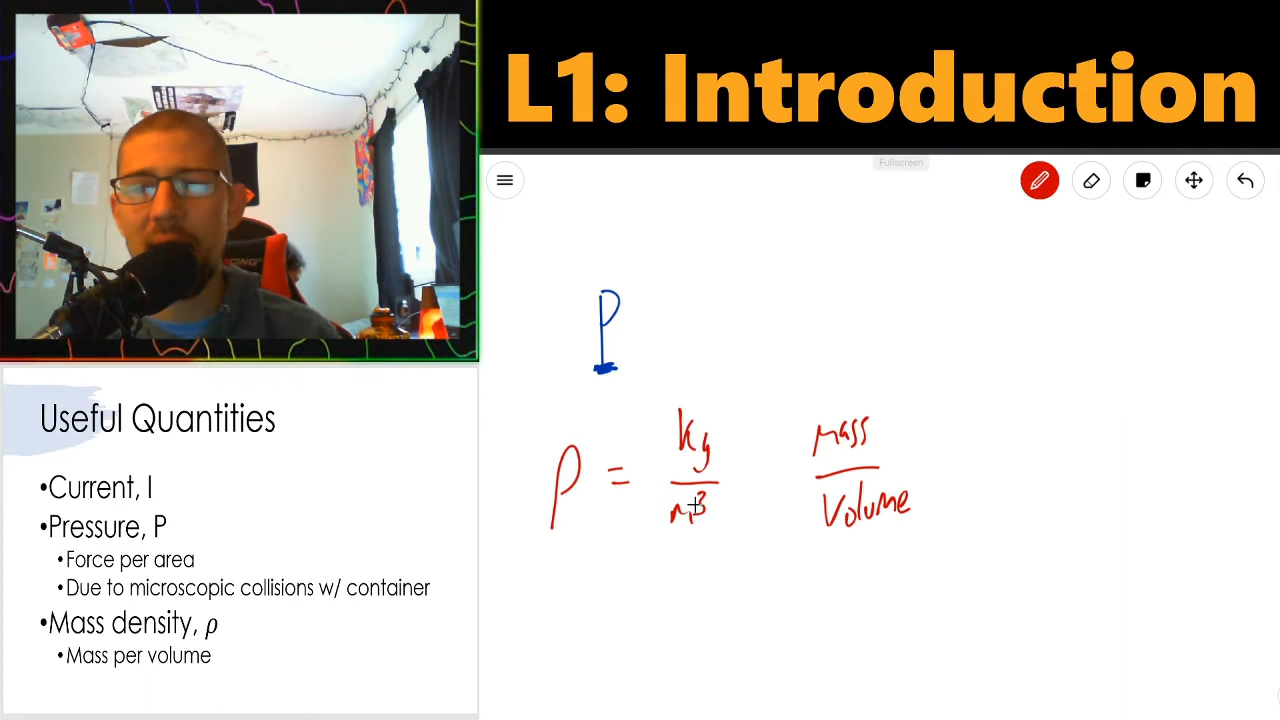 L1: Introduction
Fullscreen
Useful Quantities
•Current, I
•Pressure, P
•Force per area
•Due to microscopic collisions w/ container
•Mass density, ρ
•Mass per volume
P
ρ = kg/m³
Mass/Volume